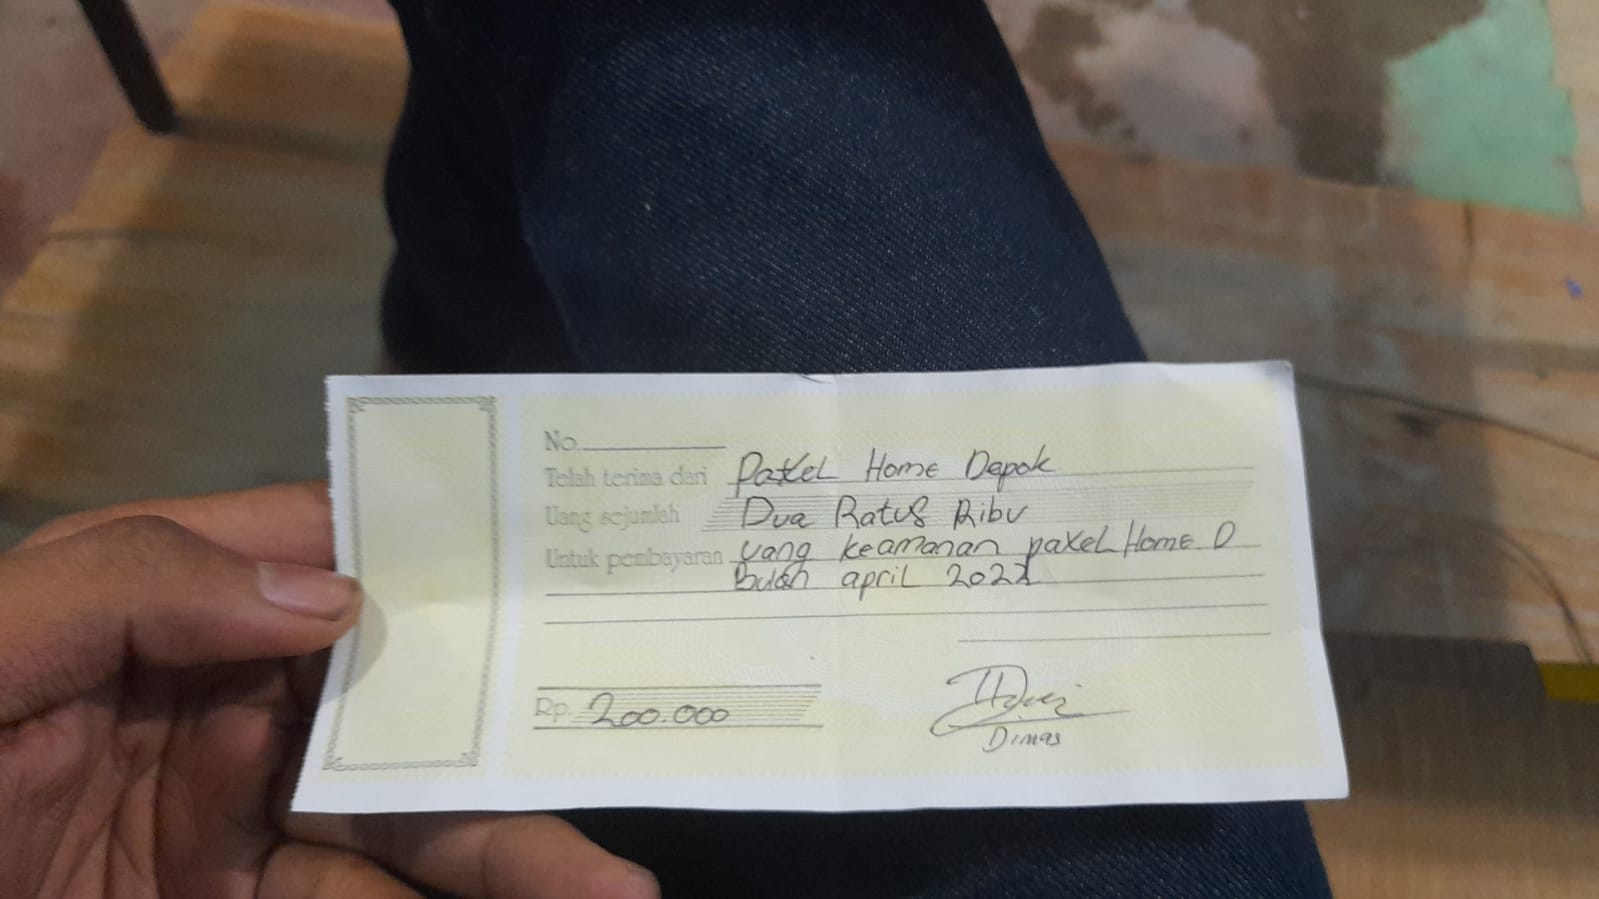 No.
Telah terima dari Paxel Home Depok
Uang sejumlah Dua Ratus Ribu
Untuk pembayaran uang keamanan paxel Home D
Bulan april 2022
Rp. 200.000
Dimas